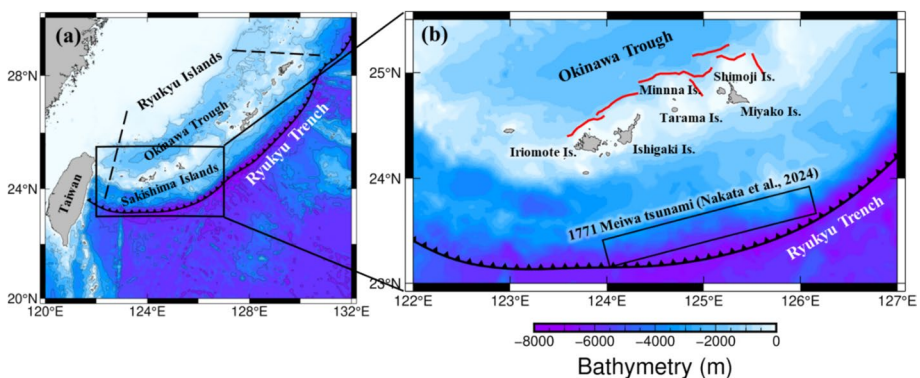 (a)
Ryukyu Islands
Okinawa Trough
Ryukyu Trench
Sakishima Islands
Taiwan
28°N
24°N
20°N
120°E
124°E
128°E
132°E
(b)
Okinawa Trough
Shimoji Is.
Minnna Is.
Miyako Is.
Tarama Is.
Iriomote Is.
Ishigaki Is.
1771 Meiwa tsunami (Nakata et al., 2024)
Ryukyu Trench
25°N
24°N
23°N
122°E
123°E
124°E
125°E
126°E
127°E
−8000
−6000
−4000
−2000
0
Bathymetry (m)